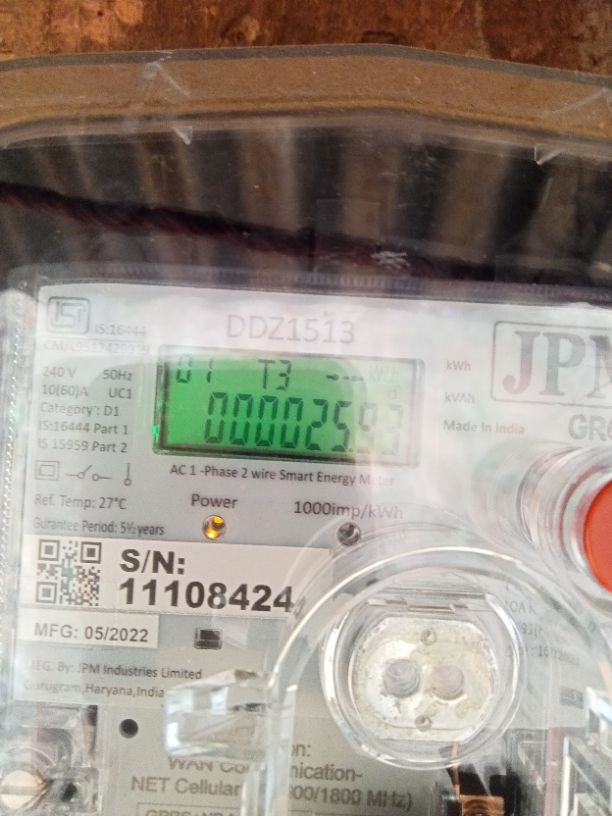 IS:16444
DDZ1513
JPM
240 V 50Hz
10(60)A UC1
Category: D1
IS:16444 Part 1
IS 15959 Part 2
01 T3 kWh
000025.93
kWh
kVAh
Made in India
AC 1 -Phase 2 wire Smart Energy Meter
Ref. Temp: 27°C
Power
1000imp/kWh
Gurantee Period: 5½ years
S/N:
11108424
MFG: 05/2022
MFG. By: JPM Industries Limited
Gurugram,Haryana,India
NET Cellular